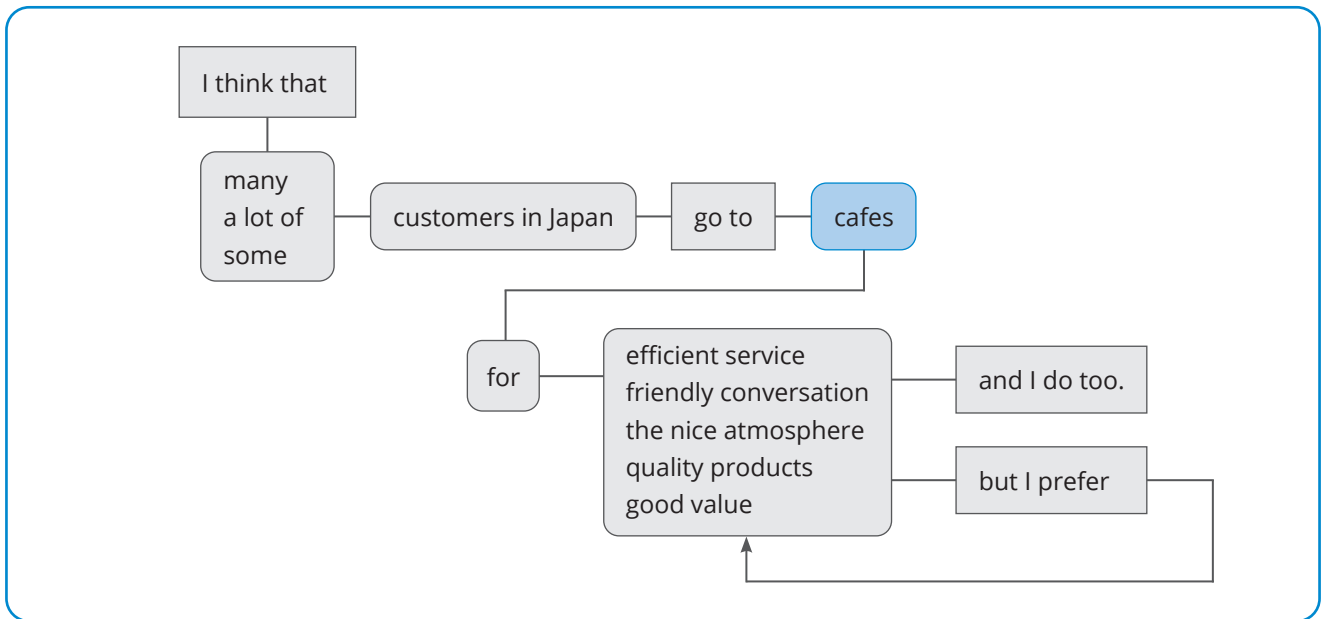 I think that
many
a lot of
some
customers in Japan
go to
cafes
for
efficient service
friendly conversation
the nice atmosphere
quality products
good value
and I do too.
but I prefer